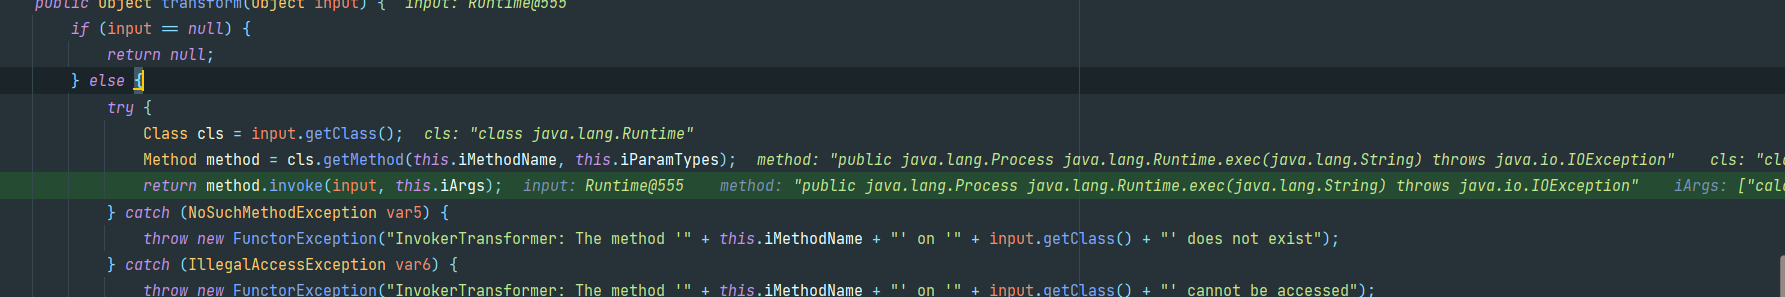 public Object transform(Object input) {   input: Runtime@555
if (input == null) {
return null;
} else {
try {
Class cls = input.getClass();   cls: "class java.lang.Runtime"
Method method = cls.getMethod(this.iMethodName, this.iParamTypes);   method: "public java.lang.Process java.lang.Runtime.exec(java.lang.String) throws java.io.IOException"   cls: "cla
return method.invoke(input, this.iArgs);   input: Runtime@555   method: "public java.lang.Process java.lang.Runtime.exec(java.lang.String) throws java.io.IOException"   iArgs: ["calc
} catch (NoSuchMethodException var5) {
throw new FunctorException("InvokerTransformer: The method '" + this.iMethodName + "' on '" + input.getClass() + "' does not exist");
} catch (IllegalAccessException var6) {
throw new FunctorException("InvokerTransformer: The method '" + this.iMethodName + "' on '" + input.getClass() + "' cannot be accessed");